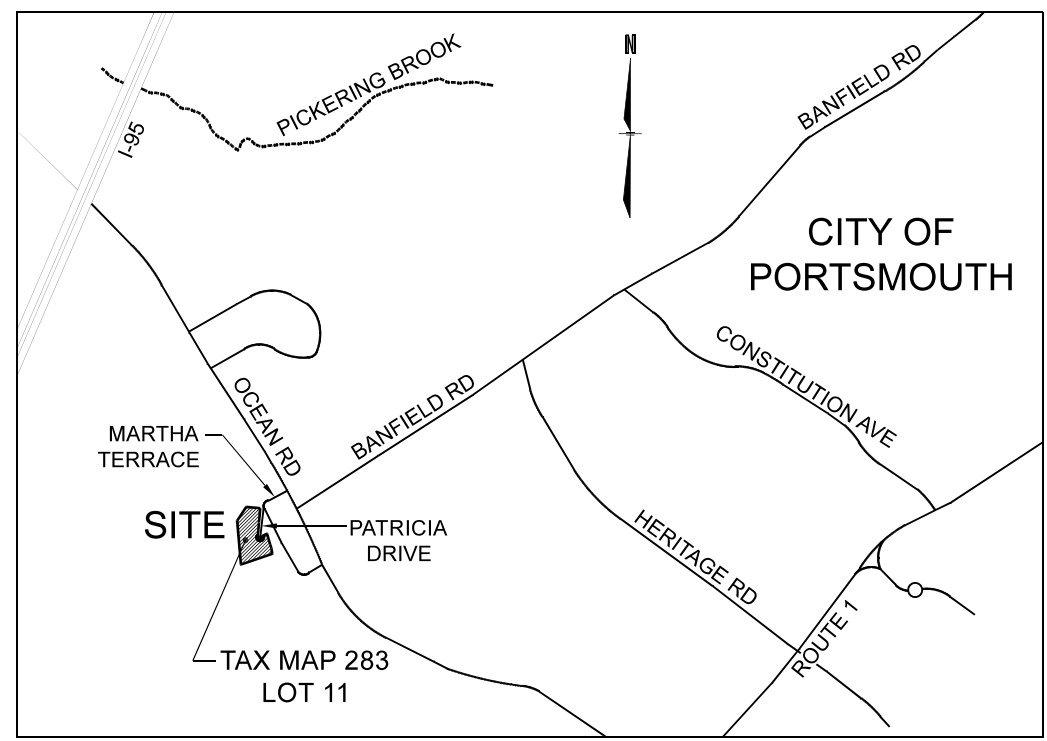 N
PICKERING BROOK
BANFIELD RD
I-95
CITY OF
PORTSMOUTH
CONSTITUTION AVE
OCEAN RD
BANFIELD RD
MARTHA
TERRACE
SITE
PATRICIA
DRIVE
HERITAGE RD
ROUTE 1
TAX MAP 283
LOT 11